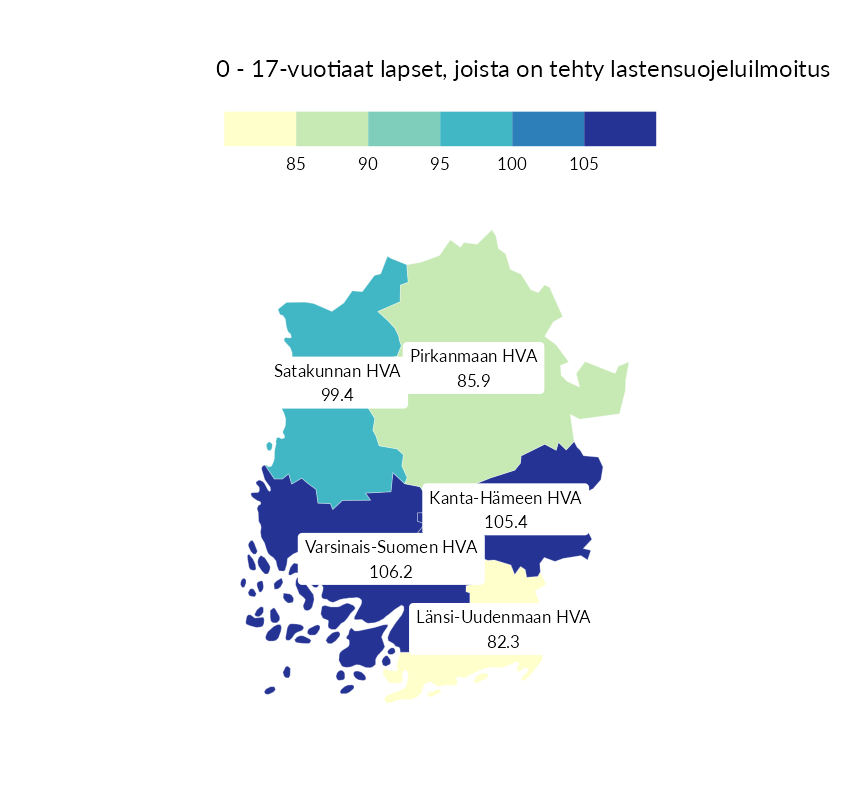 0 - 17-vuotiaat lapset, joista on tehty lastensuojeluilmoitus
85 90 95 100 105
Pirkanmaan HVA
85.9
Satakunnan HVA
99.4
Kanta-Hämeen HVA
105.4
Varsinais-Suomen HVA
106.2
Länsi-Uudenmaan HVA
82.3